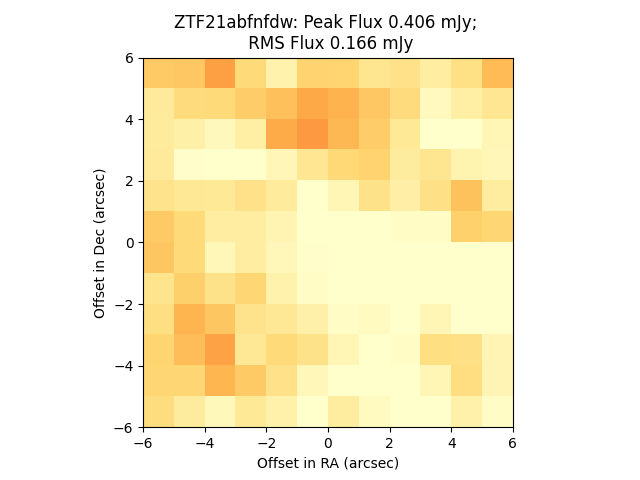 ZTF21abfnfdw: Peak Flux 0.406 mJy;
RMS Flux 0.166 mJy
6
4
2
0
−2
−4
−6
Offset in Dec (arcsec)
−6 −4 −2 0 2 4 6
Offset in RA (arcsec)